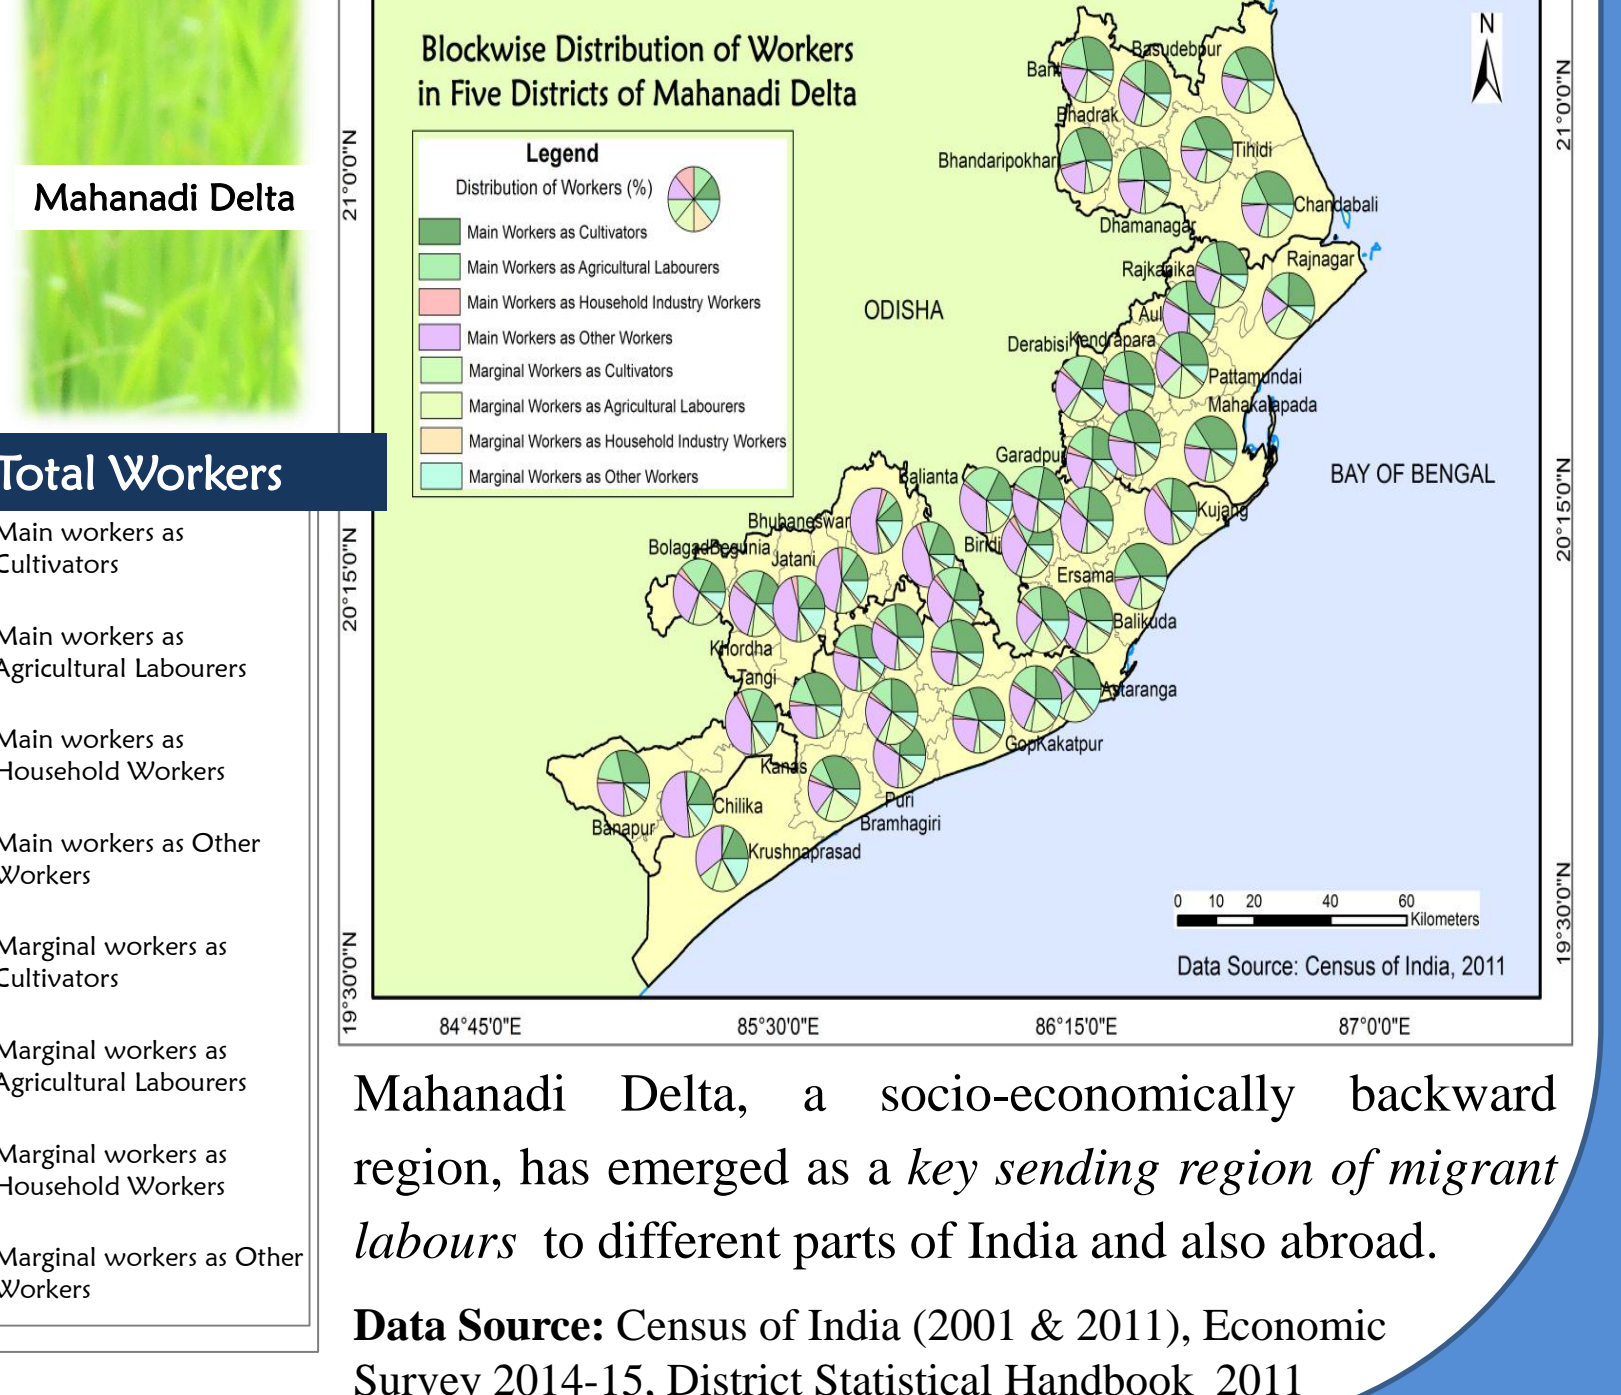 Mahanadi Delta
Total Workers
Main workers as
Cultivators
Main workers as
Agricultural Labourers
Main workers as
Household Workers
Main workers as Other
Workers
Marginal workers as
Cultivators
Marginal workers as
Agricultural Labourers
Marginal workers as
Household Workers
Marginal workers as Other
Workers
Blockwise Distribution of Workers
in Five Districts of Mahanadi Delta
Legend
Distribution of Workers (%)
Main Workers as Cultivators
Main Workers as Agricultural Labourers
Main Workers as Household Industry Workers
Main Workers as Other Workers
Marginal Workers as Cultivators
Marginal Workers as Agricultural Labourers
Marginal Workers as Household Industry Workers
Marginal Workers as Other Workers
N
21°0'0"N
21°0'0"N
20°15'0"N
20°15'0"N
19°30'0"N
19°30'0"N
Basudebpur
Bhadrak
Bhandaripokhari
Tihidi
Chandabali
Dhamanagar
Rajkanika
Rajnagar
ODISHA
Aul
Derabisi
Kendrapara
Pattamundai
Mahakalapada
Garadpur
BAY OF BENGAL
Balianta
Kujang
Bhubaneswar
Biridi
Bolagad
Begunia
Jatani
Ersama
Balikuda
Khordha
Tangi
Astaranga
Gop
Kakatpur
Kanas
Chilika
Puri
Banapur
Bramhagiri
Krushnaprasad
0 10 20 40 60
Kilometers
Data Source: Census of India, 2011
84°45'0"E 85°30'0"E 86°15'0"E 87°0'0"E
Mahanadi Delta, a socio-economically backward
region, has emerged as a key sending region of migrant
labours to different parts of India and also abroad.
Data Source: Census of India (2001 & 2011), Economic
Survey 2014-15, District Statistical Handbook 2011